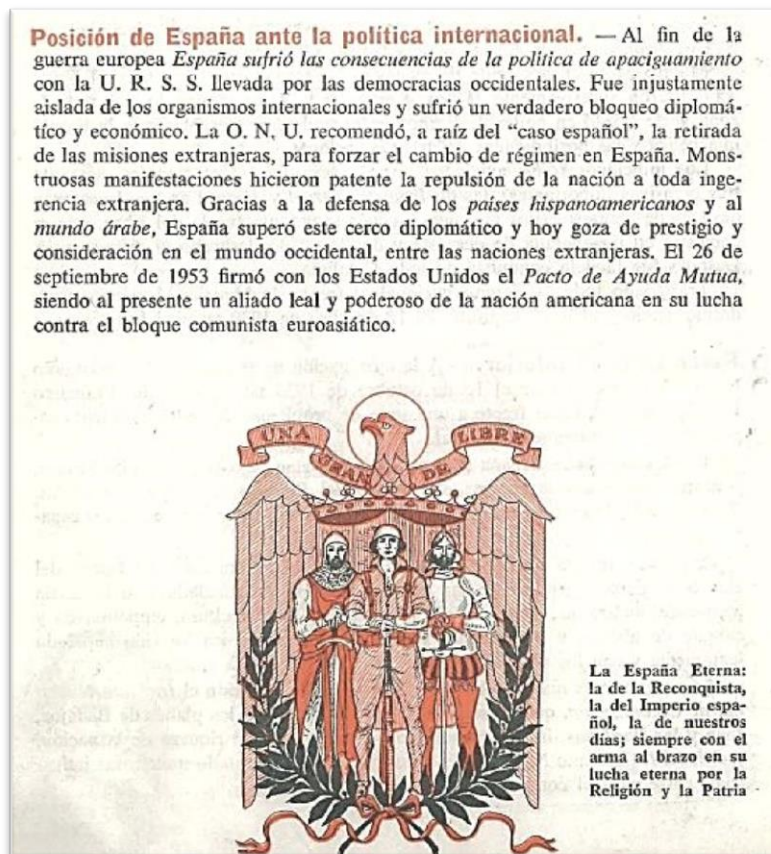 Posición de España ante la política internacional. — Al fin de la
guerra europea España sufrió las consecuencias de la política de apaciguamiento
con la U. R. S. S. llevada por las democracias occidentales. Fue injustamente
aislada de los organismos internacionales y sufrió un verdadero bloqueo diplomá-
tico y económico. La O. N. U. recomendó, a raíz del “caso español”, la retirada
de las misiones extranjeras, para forzar el cambio de régimen en España. Mons-
truosas manifestaciones hicieron patente la repulsión de la nación a toda inge-
rencia extranjera. Gracias a la defensa de los paises hispanoamericanos y al
mundo árabe, España superó este cerco diplomático y hoy goza de prestigio y
consideración en el mundo occidental, entre las naciones extranjeras. El 26 de
septiembre de 1953 firmó con los Estados Unidos el Pacto de Ayuda Mutua,
siendo al presente un aliado leal y poderoso de la nación americana en su lucha
contra el bloque comunista euroasiático.
UNA GRANDE LIBRE
La España Eterna:
la de la Reconquista,
la del Imperio espa-
ñol, la de nuestros
días; siempre con el
arma al brazo en su
lucha eterna por la
Religión y la Patria